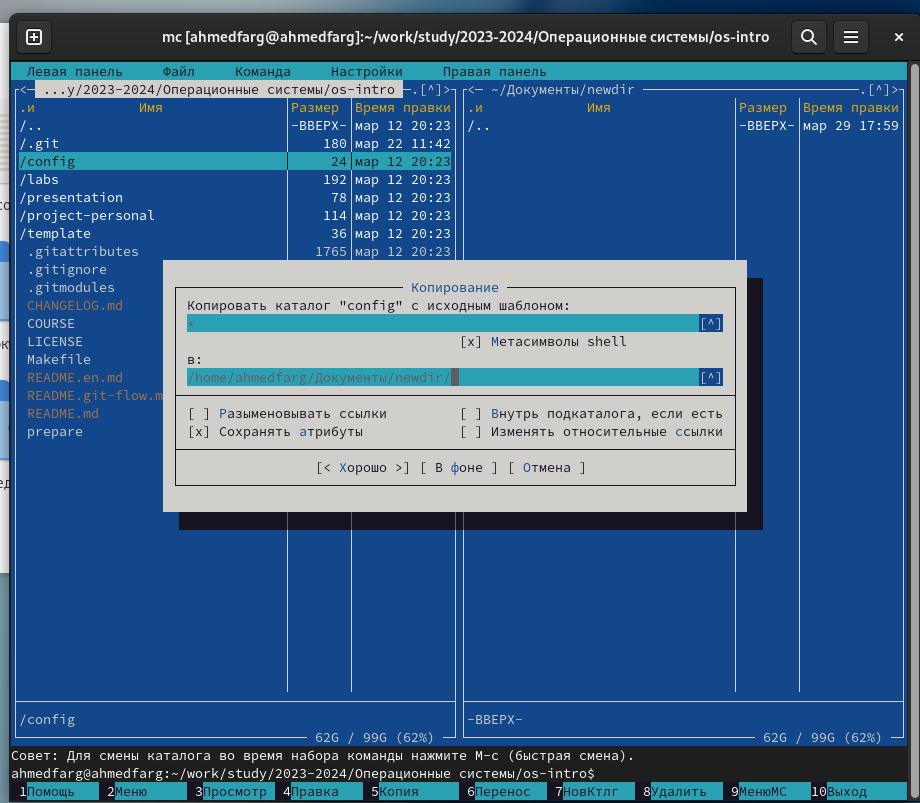 mc [ahmedfarg@ahmedfarg]:~/work/study/2023-2024/Операционные системы/os-intro
Левая панель Файл Команда Настройки Правая панель
<─ ...y/2023-2024/Операционные системы/os-intro ─.[^]>
.и Имя Размер Время правки
/.. -ВВЕРХ- мар 12 20:23
/.git 180 мар 22 11:42
/config 24 мар 12 20:23
/labs 192 мар 12 20:23
/presentation 78 мар 12 20:23
/project-personal 114 мар 12 20:23
/template 36 мар 12 20:23
.gitattributes 1765 мар 12 20:23
.gitignore
.gitmodules
CHANGELOG.md
COURSE
LICENSE
Makefile
README.en.md
README.git-flow.m
README.md
prepare
/config
62G / 99G (62%)
<─ ~/Документы/newdir ─.[^]>
.и Имя Размер Время правки
/.. -ВВЕРХ- мар 29 17:59
-ВВЕРХ-
62G / 99G (62%)
Копирование
Копировать каталог "config" с исходным шаблоном:
* [^]
[x] Метасимволы shell
в:
/home/ahmedfarg/Документы/newdir/ [^]
[ ] Разыменовывать ссылки [ ] Внутрь подкаталога, если есть
[x] Сохранять атрибуты [ ] Изменять относительные ссылки
[< Хорошо >] [ В фоне ] [ Отмена ]
Совет: Для смены каталога во время набора команды нажмите M-c (быстрая смена).
ahmedfarg@ahmedfarg:~/work/study/2023-2024/Операционные системы/os-intro$
1Помощь 2Меню 3Просмотр 4Правка 5Копия 6Перенос 7НовКтлг 8Удалить 9МенюMC 10Выход